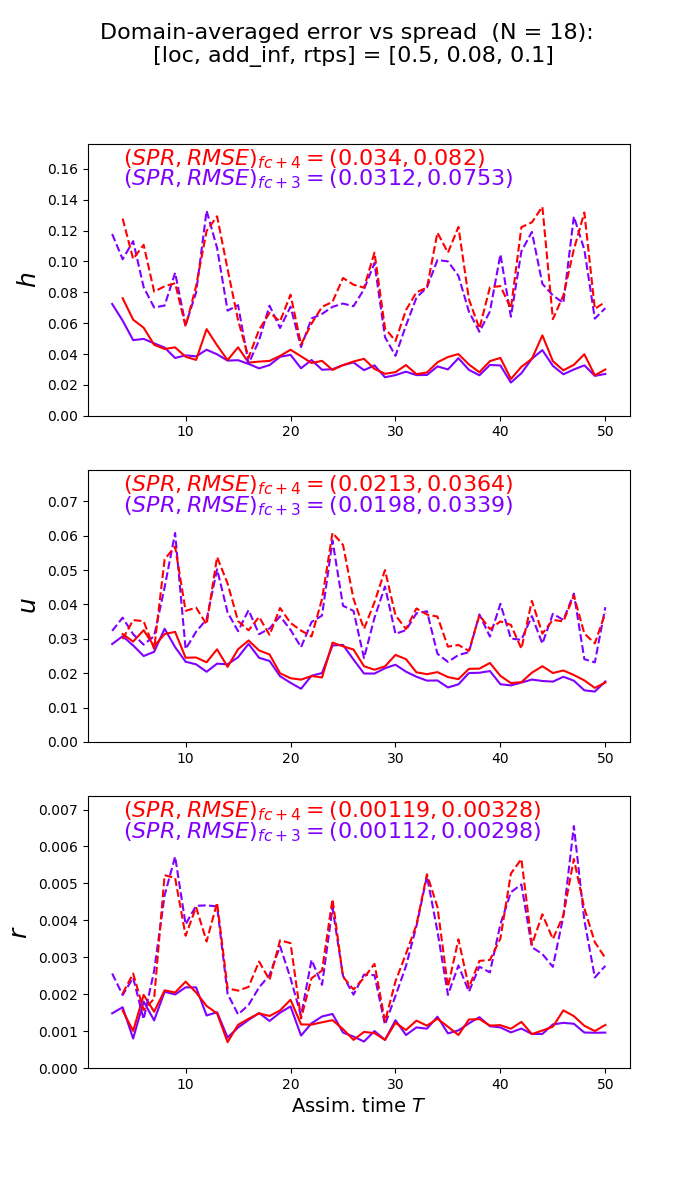 Domain-averaged error vs spread (N = 18):
[loc, add_inf, rtps] = [0.5, 0.08, 0.1]
(SPR, RMSE)fc+4 = (0.034, 0.082)
(SPR, RMSE)fc+3 = (0.0312, 0.0753)
0.16
0.14
0.12
0.10
0.08
0.06
0.04
0.02
0.00
h
10 20 30 40 50
(SPR, RMSE)fc+4 = (0.0213, 0.0364)
(SPR, RMSE)fc+3 = (0.0198, 0.0339)
0.07
0.06
0.05
0.04
0.03
0.02
0.01
0.00
u
10 20 30 40 50
(SPR, RMSE)fc+4 = (0.00119, 0.00328)
(SPR, RMSE)fc+3 = (0.00112, 0.00298)
0.007
0.006
0.005
0.004
0.003
0.002
0.001
0.000
r
10 20 30 40 50
Assim. time T